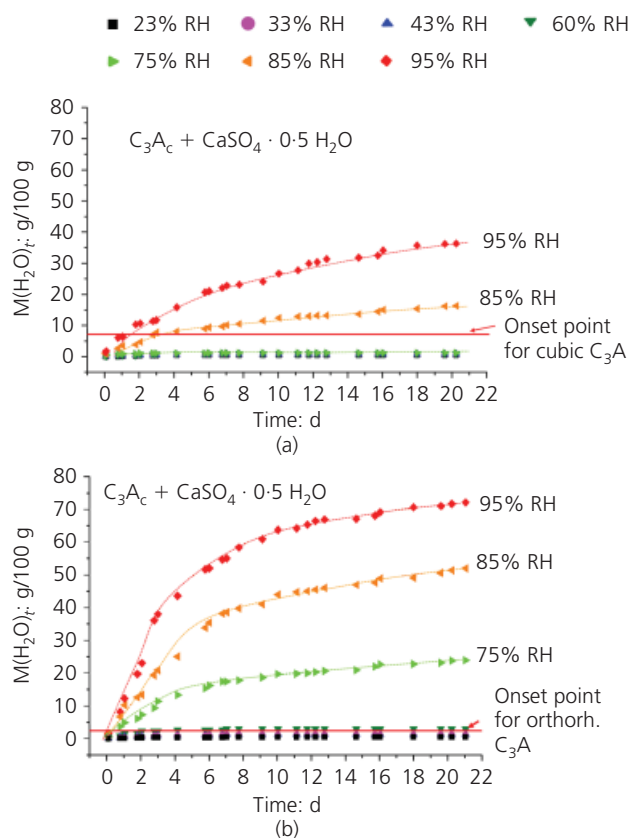 23% RH 33% RH 43% RH 60% RH
75% RH 85% RH 95% RH
80
70
60
50
40
30
20
10
0
M(H₂O)ₜ: g/100 g
C₃A_c + CaSO₄ · 0·5 H₂O
95% RH
85% RH
Onset point
for cubic C₃A
0 2 4 6 8 10 12 14 16 18 20 22
Time: d
(a)
80
70
60
50
40
30
20
10
0
M(H₂O)ₜ: g/100 g
C₃A_c + CaSO₄ · 0·5 H₂O
95% RH
85% RH
75% RH
Onset point
for orthorh.
C₃A
0 2 4 6 8 10 12 14 16 18 20 22
Time: d
(b)